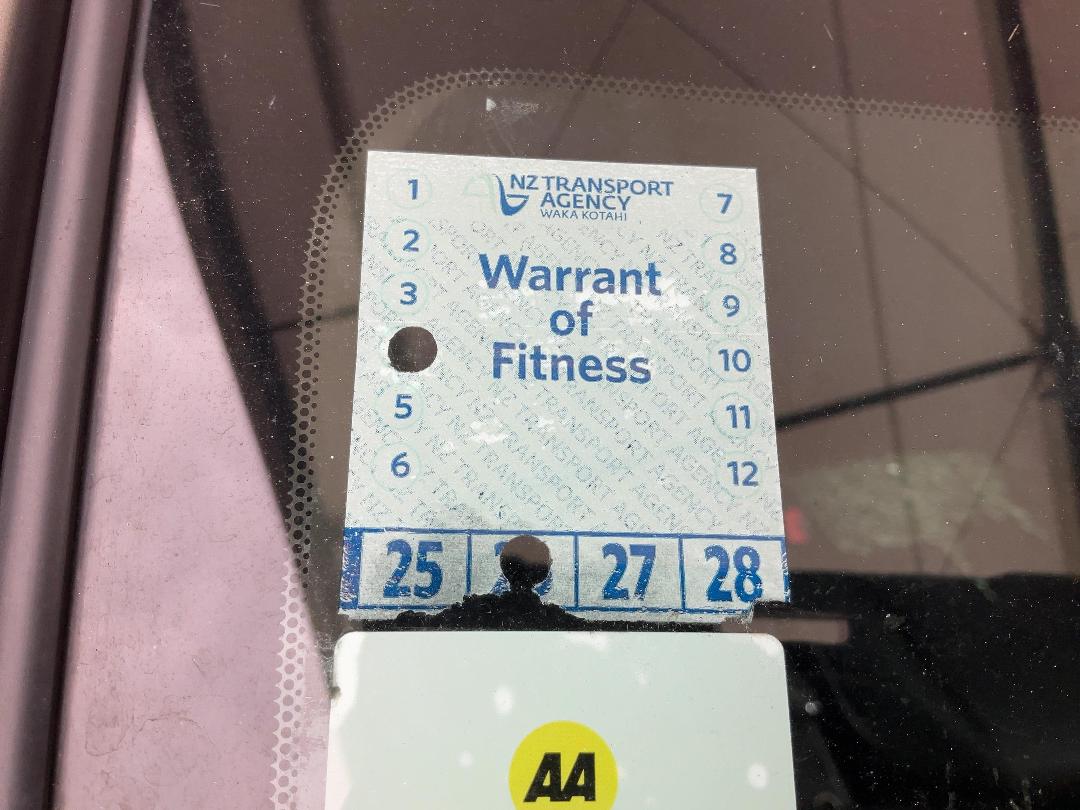 NZ TRANSPORT
AGENCY
WAKA KOTAHI
1
2
3
5
6
7
8
9
10
11
12
Warrant
of
Fitness
25
27
28
AA